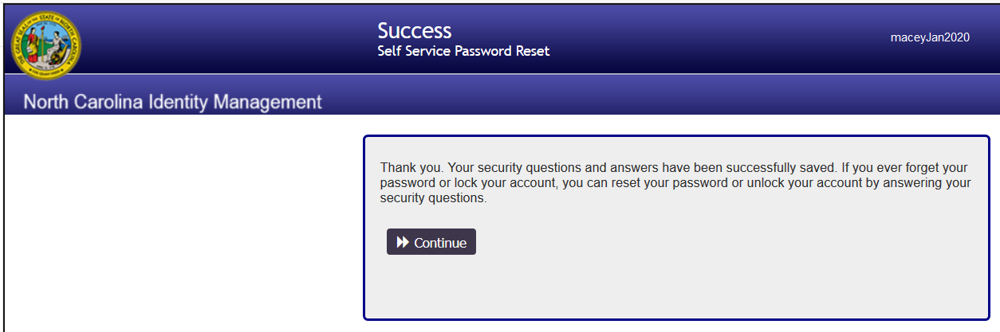 Success
Self Service Password Reset
maceyJan2020
North Carolina Identity Management
Thank you. Your security questions and answers have been successfully saved. If you ever forget your
password or lock your account, you can reset your password or unlock your account by answering your
security questions.
Continue